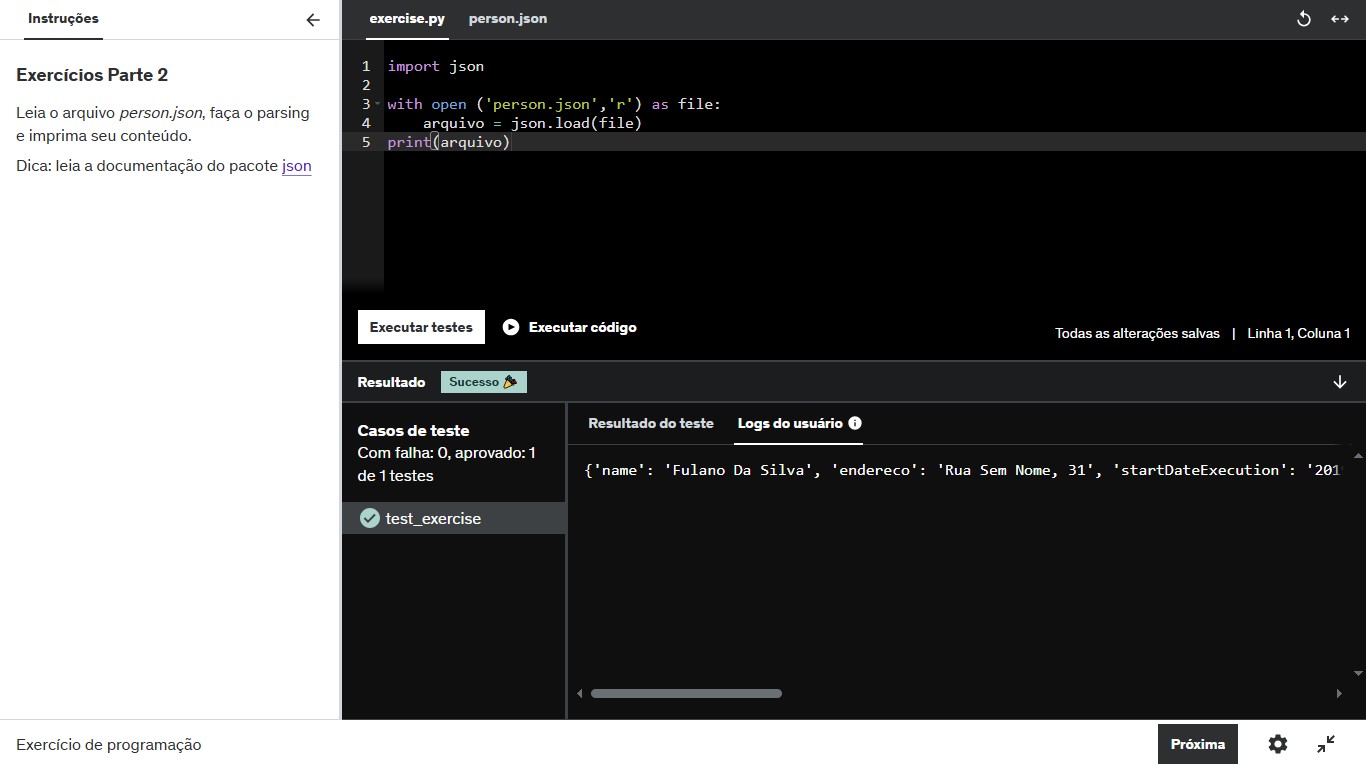 Instruções
Exercícios Parte 2
Leia o arquivo person.json, faça o parsing
e imprima seu conteúdo.
Dica: leia a documentação do pacote json
exercise.py person.json
1 import json
2
3 with open ('person.json','r') as file:
4     arquivo = json.load(file)
5 print(arquivo)
Executar testes Executar código
Todas as alterações salvas | Linha 1, Coluna 1
Resultado Sucesso
Casos de teste
Com falha: 0, aprovado: 1
de 1 testes
test_exercise
Resultado do teste Logs do usuário
{'name': 'Fulano Da Silva', 'endereco': 'Rua Sem Nome, 31', 'startDateExecution': '201
Exercício de programação
Próxima